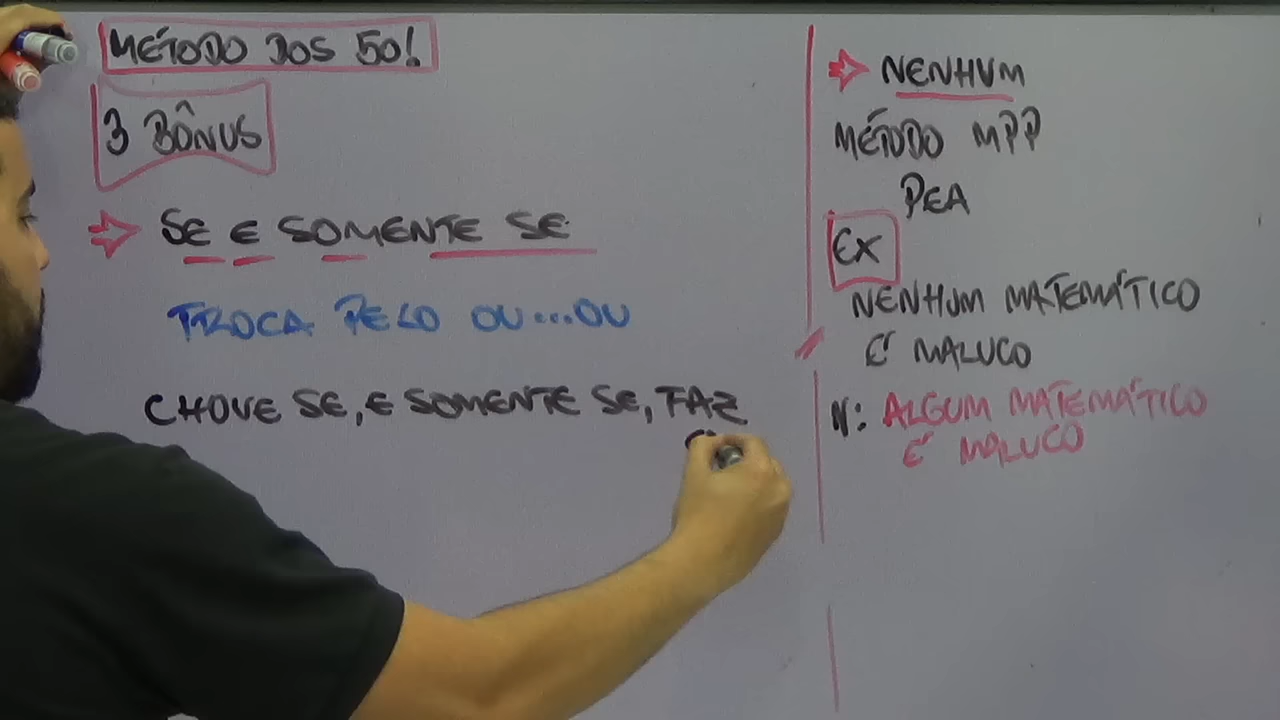 MÉTODO DOS 50!
3 BÔNUS
SE E SOMENTE SE
TROCA PELO OU...OU
CHOVE SE, E SOMENTE SE, FAZ
NENHUM
MÉTODO MPP
PEA
EX
NENHUM MATEMÁTICO
É MALUCO
N: ALGUM MATEMÁTICO
É MALUCO